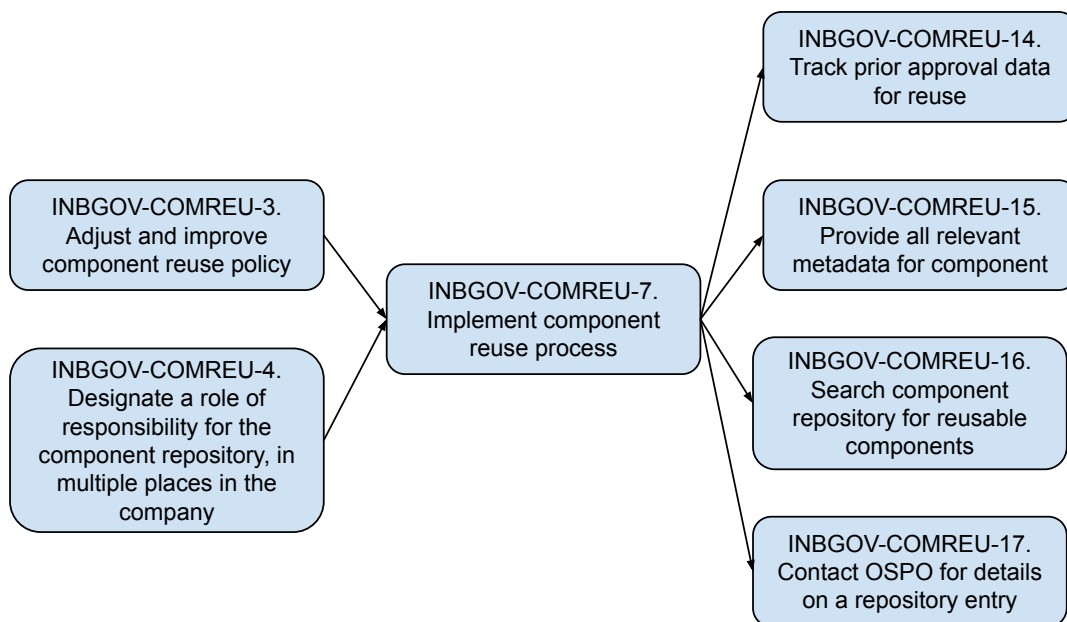 INBGOV-COMREU-3.
Adjust and improve
component reuse policy
INBGOV-COMREU-4.
Designate a role of
responsibility for the
component repository, in
multiple places in the
company
INBGOV-COMREU-7.
Implement component
reuse process
INBGOV-COMREU-14.
Track prior approval data
for reuse
INBGOV-COMREU-15.
Provide all relevant
metadata for component
INBGOV-COMREU-16.
Search component
repository for reusable
components
INBGOV-COMREU-17.
Contact OSPO for details
on a repository entry